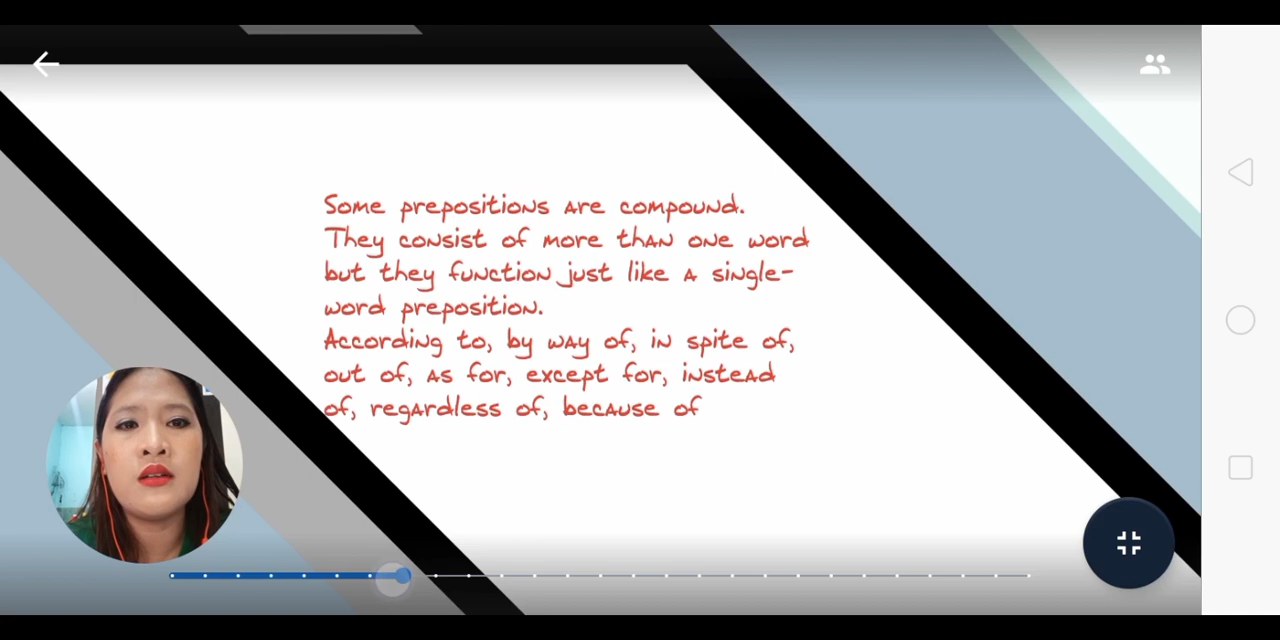 Some prepositions are compound.
They consist of more than one word
but they function just like a single-
word preposition.
According to, by way of, in spite of,
out of, as for, except for, instead
of, regardless of, because of